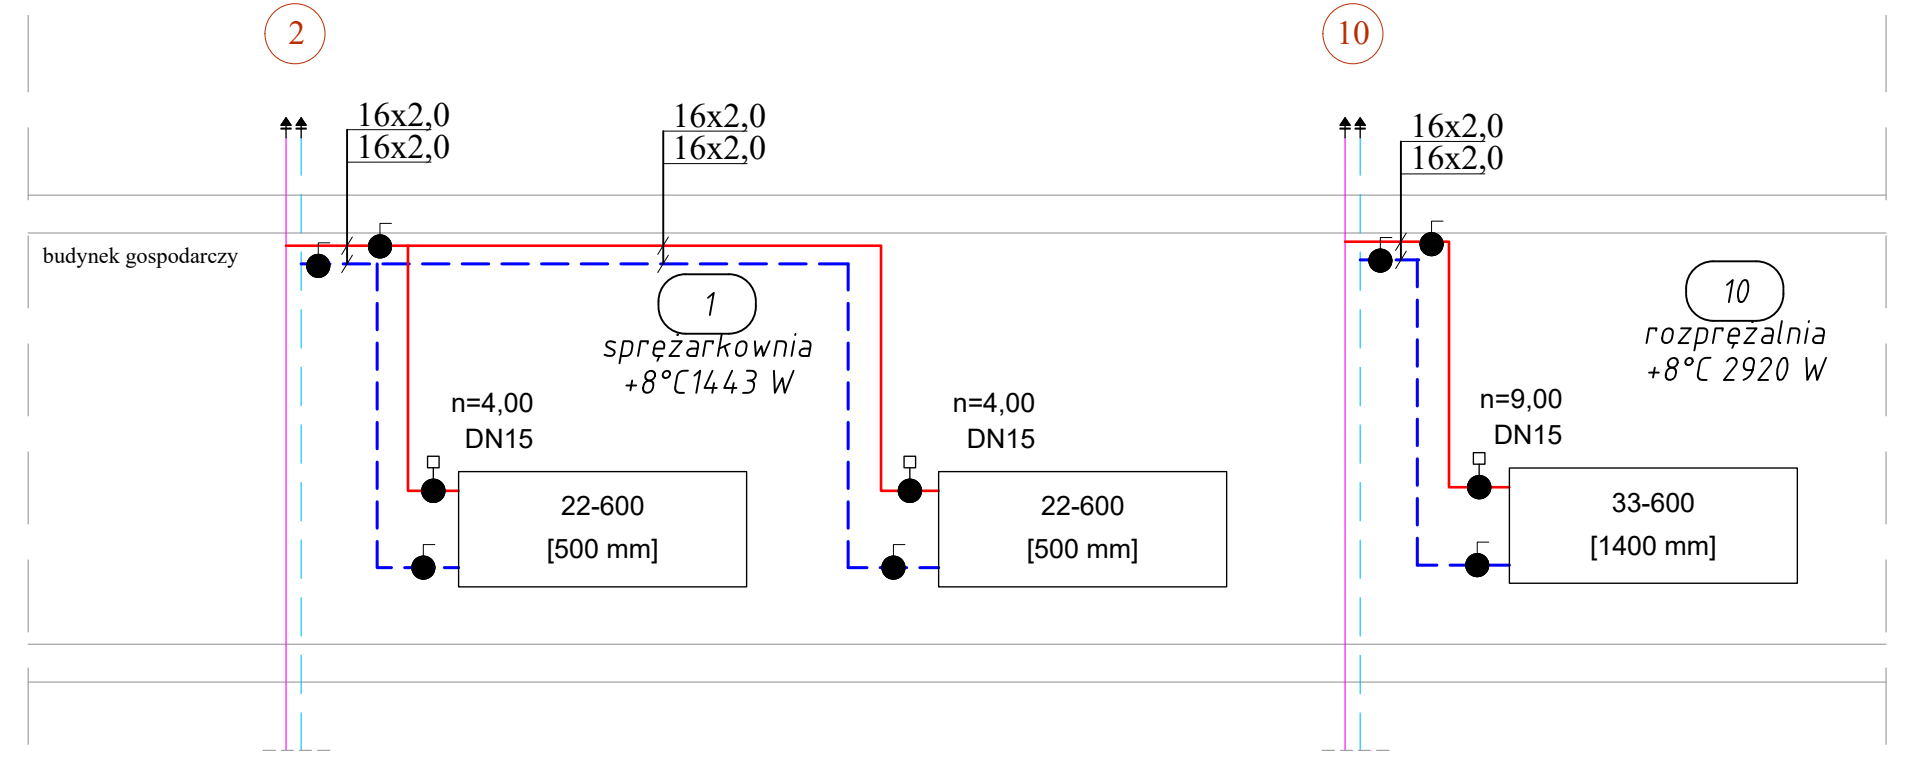 2
10
16x2,0
16x2,0
16x2,0
16x2,0
16x2,0
16x2,0
budynek gospodarczy
1
sprężarkownia
+8°C1443 W
10
rozprężalnia
+8°C 2920 W
n=4,00
DN15
n=4,00
DN15
n=9,00
DN15
22-600
[500 mm]
22-600
[500 mm]
33-600
[1400 mm]